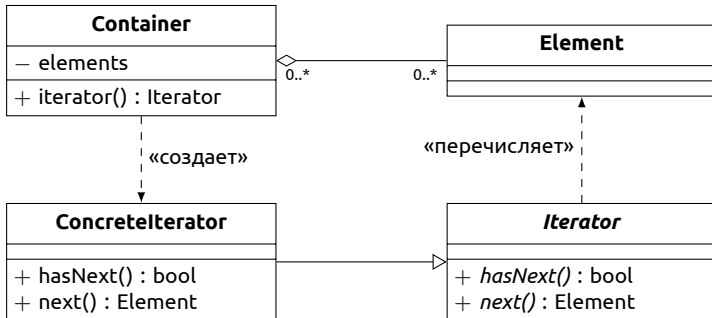 Container
− elements
+ iterator() : Iterator
Element
0..*
0..*
«создает»
«перечисляет»
ConcreteIterator
+ hasNext() : bool
+ next() : Element
Iterator
+ hasNext() : bool
+ next() : Element